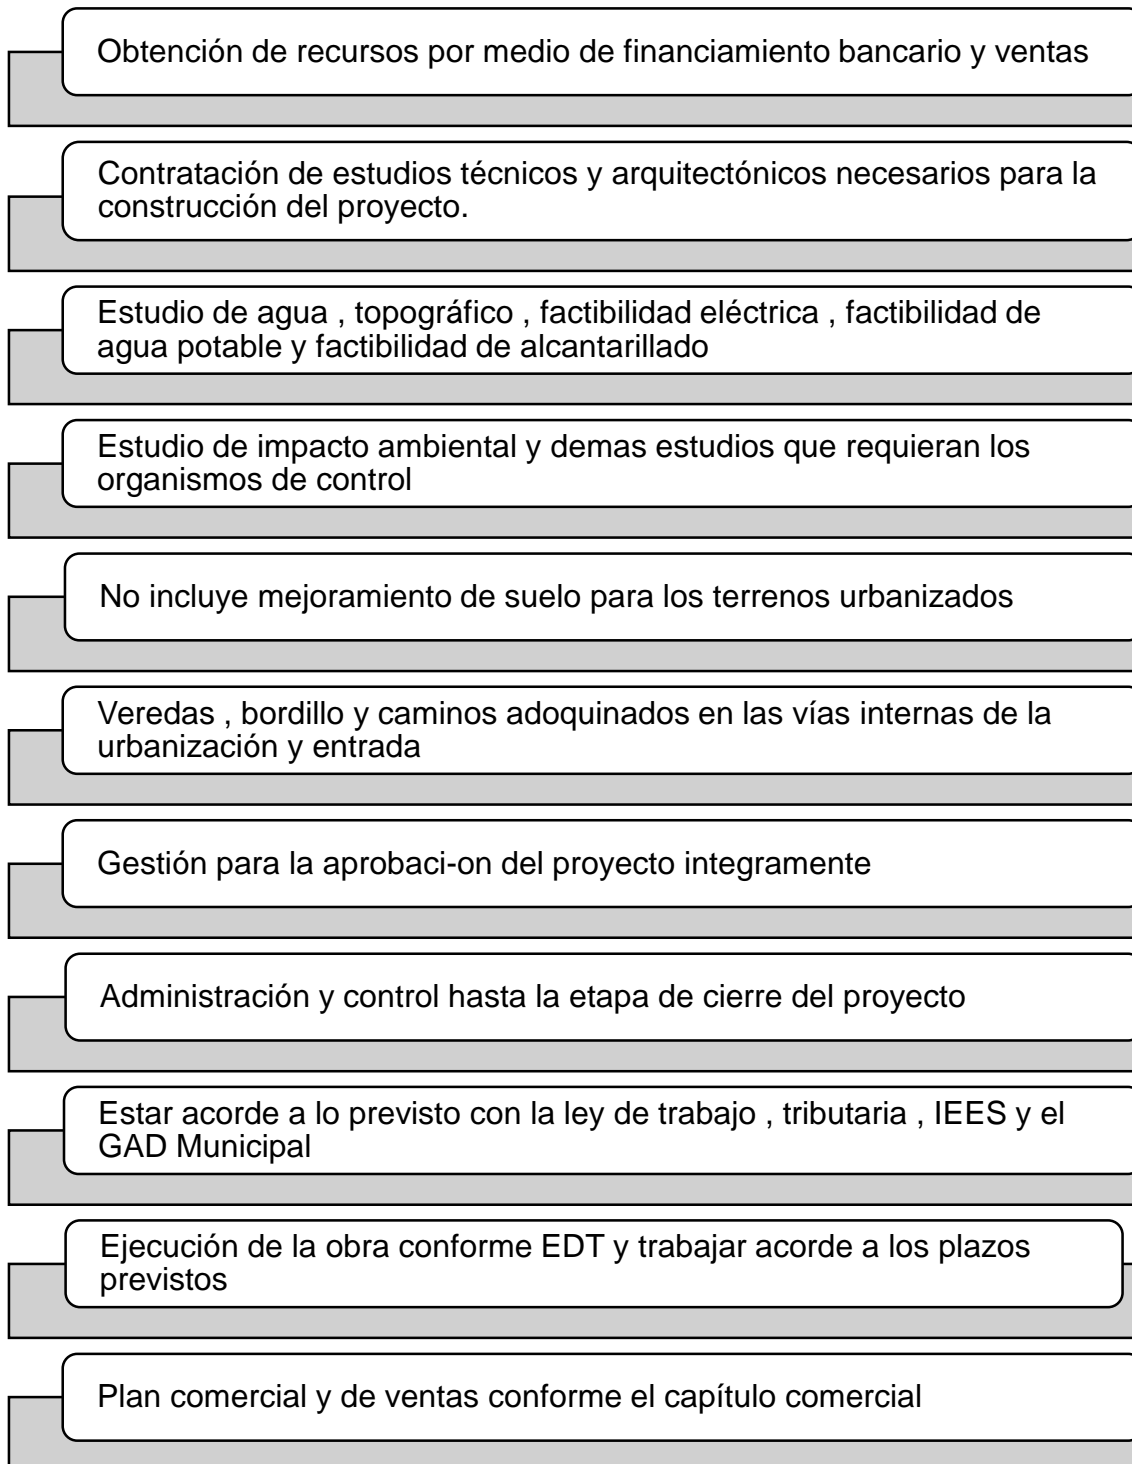 Obtención de recursos por medio de financiamiento bancario y ventas
Contratación de estudios técnicos y arquitectónicos necesarios para la
construcción del proyecto.
Estudio de agua , topográfico , factibilidad eléctrica , factibilidad de
agua potable y factibilidad de alcantarillado
Estudio de impacto ambiental y demas estudios que requieran los
organismos de control
No incluye mejoramiento de suelo para los terrenos urbanizados
Veredas , bordillo y caminos adoquinados en las vías internas de la
urbanización y entrada
Gestión para la aprobaci-on del proyecto integramente
Administración y control hasta la etapa de cierre del proyecto
Estar acorde a lo previsto con la ley de trabajo , tributaria , IEES y el
GAD Municipal
Ejecución de la obra conforme EDT y trabajar acorde a los plazos
previstos
Plan comercial y de ventas conforme el capítulo comercial